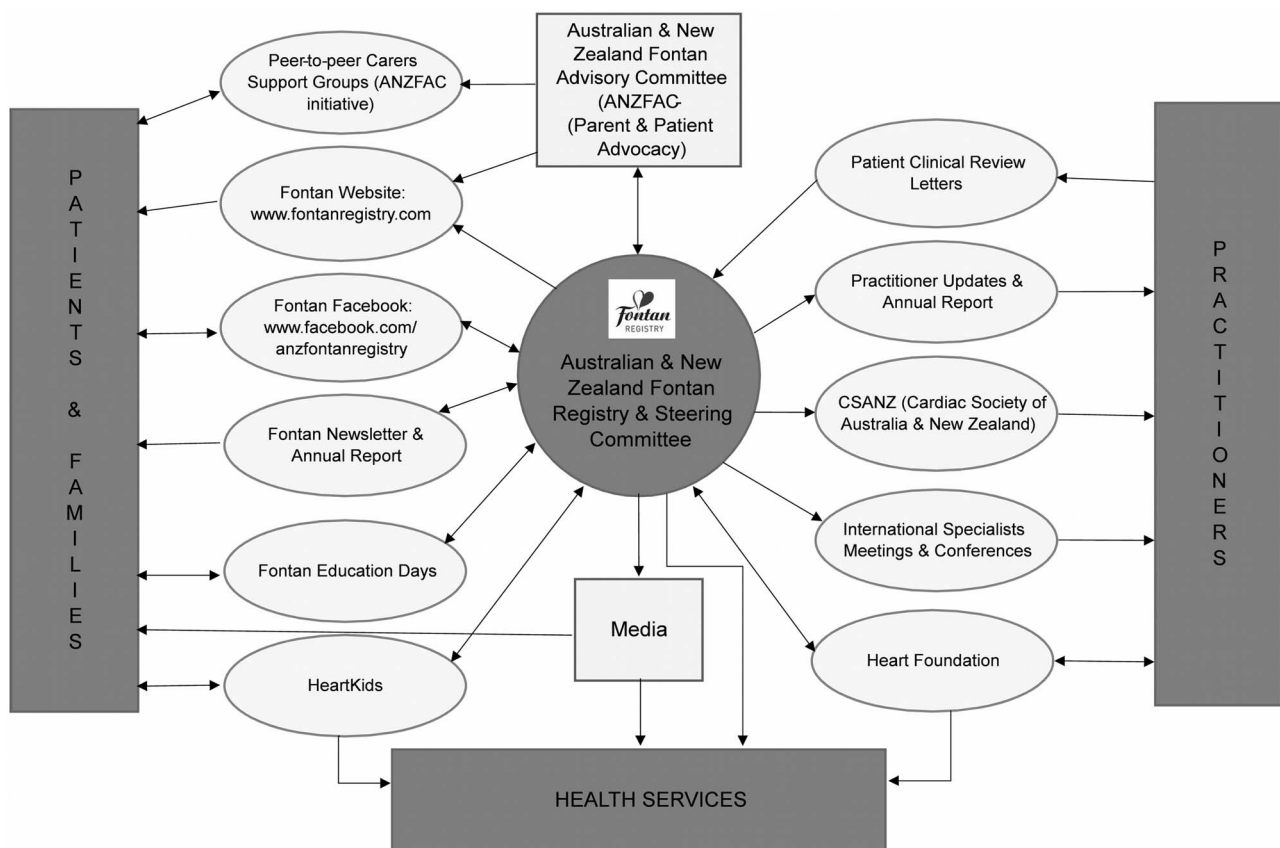 Peer-to-peer Carers
Support Groups (ANZFAC
initiative)
Australian & New
Zealand Fontan
Advisory Committee
(ANZFAC-
(Parent & Patient
Advocacy)
PATIENTS & FAMILIES
Fontan Website:
www.fontanregistry.com
Fontan Facebook:
www.facebook.com/
anzfontanregistry
Fontan Newsletter &
Annual Report
Fontan Education Days
HeartKids
Fontan
REGISTRY
Australian & New
Zealand Fontan
Registry & Steering
Committee
Media
Patient Clinical Review
Letters
Practitioner Updates &
Annual Report
CSANZ (Cardiac Society of
Australia & New Zealand)
International Specialists
Meetings & Conferences
Heart Foundation
PRACTITIONERS
HEALTH SERVICES